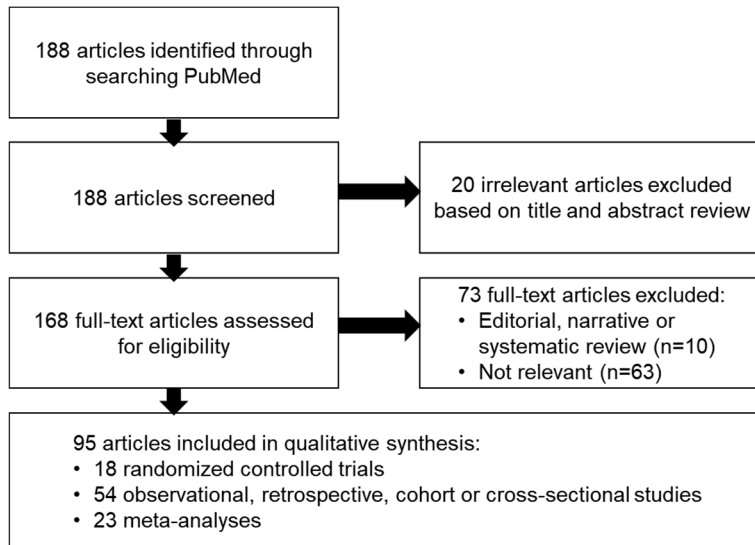 188 articles identified through
searching PubMed
188 articles screened
20 irrelevant articles excluded
based on title and abstract review
168 full-text articles assessed
for eligibility
73 full-text articles excluded:
• Editorial, narrative or
systematic review (n=10)
• Not relevant (n=63)
95 articles included in qualitative synthesis:
• 18 randomized controlled trials
• 54 observational, retrospective, cohort or cross-sectional studies
• 23 meta-analyses